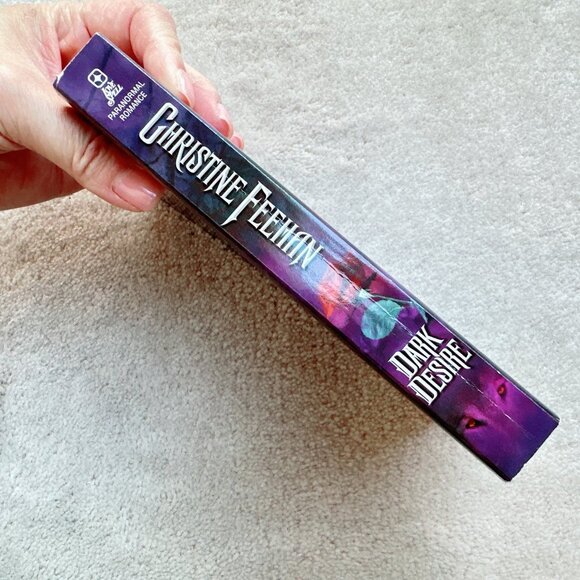 LOVE
SPELL
PARANORMAL
ROMANCE
CHRISTINE FEEHAN
DARK
DESIRE